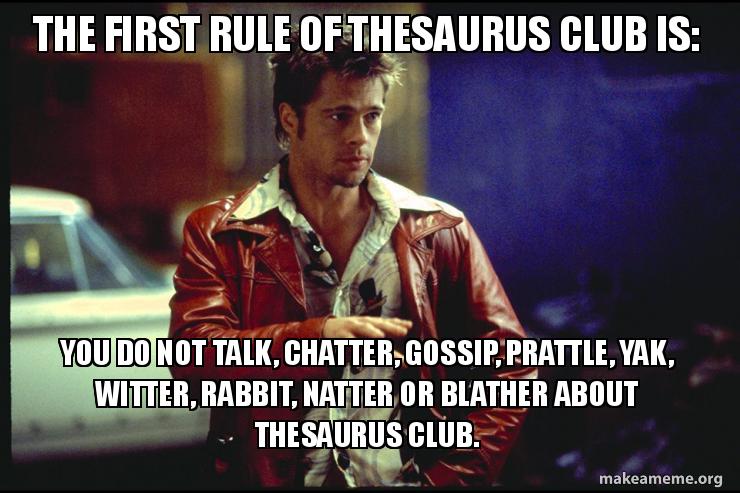 THE FIRST RULE OF THESAURUS CLUB IS:
YOU DO NOT TALK, CHATTER, GOSSIP, PRATTLE, YAK,
WITTER, RABBIT, NATTER OR BLATHER ABOUT
THESAURUS CLUB.
makeameme.org